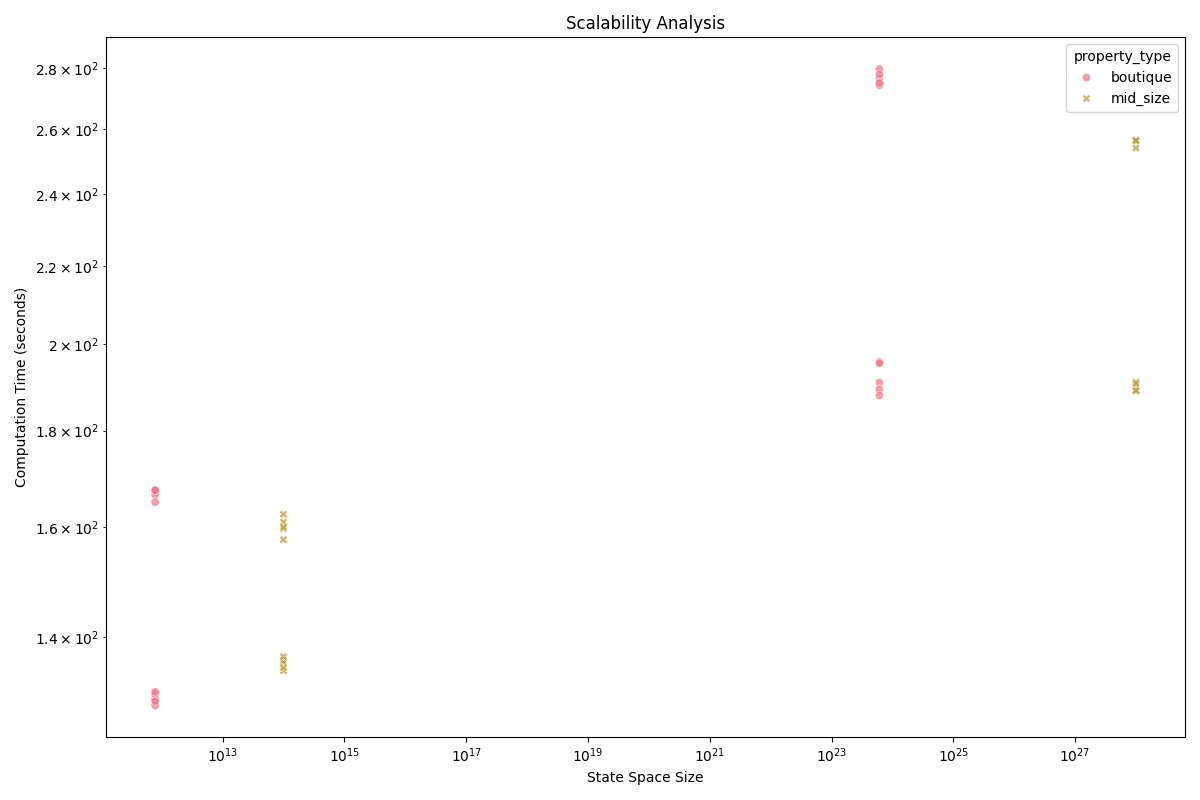 Scalability Analysis
property_type
boutique
mid_size
2.8 × 10²
2.6 × 10²
2.4 × 10²
2.2 × 10²
2 × 10²
1.8 × 10²
1.6 × 10²
1.4 × 10²
Computation Time (seconds)
10¹³ 10¹⁵ 10¹⁷ 10¹⁹ 10²¹ 10²³ 10²⁵ 10²⁷
State Space Size